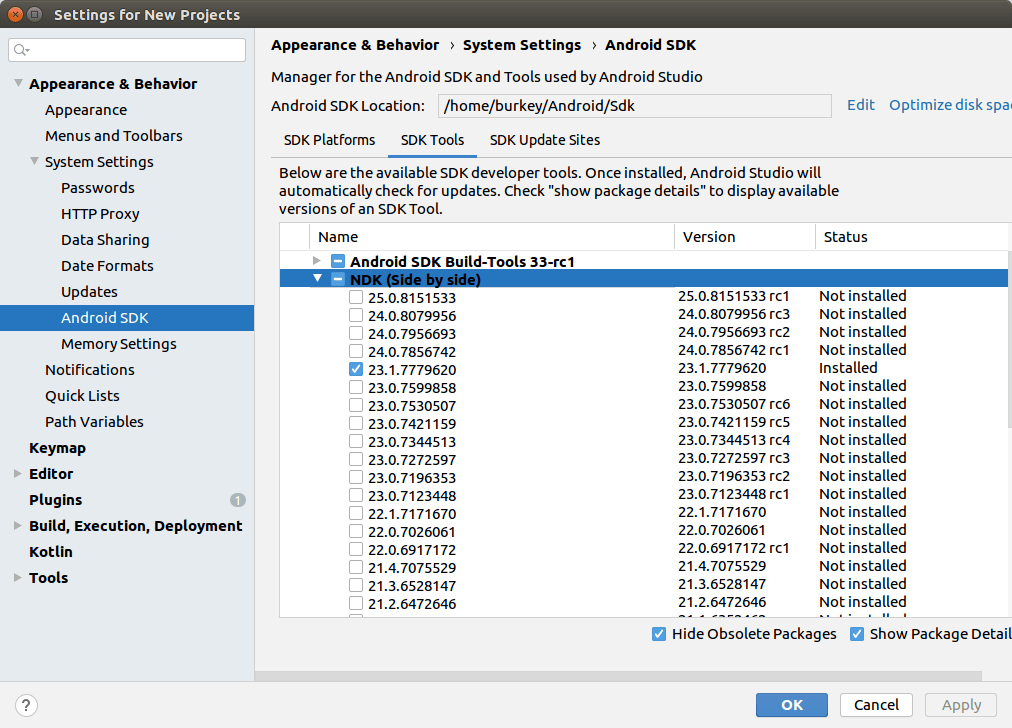 Settings for New Projects
Appearance & Behavior
Appearance
Menus and Toolbars
System Settings
Passwords
HTTP Proxy
Data Sharing
Date Formats
Updates
Android SDK
Memory Settings
Notifications
Quick Lists
Path Variables
Keymap
Editor
Plugins 1
Build, Execution, Deployment
Kotlin
Tools
Appearance & Behavior › System Settings › Android SDK
Manager for the Android SDK and Tools used by Android Studio
Android SDK Location: /home/burkey/Android/Sdk Edit Optimize disk spac
SDK Platforms SDK Tools SDK Update Sites
Below are the available SDK developer tools. Once installed, Android Studio will
automatically check for updates. Check "show package details" to display available
versions of an SDK Tool.
Name Version Status
Android SDK Build-Tools 33-rc1
NDK (Side by side)
25.0.8151533 25.0.8151533 rc1 Not installed
24.0.8079956 24.0.8079956 rc3 Not installed
24.0.7956693 24.0.7956693 rc2 Not installed
24.0.7856742 24.0.7856742 rc1 Not installed
23.1.7779620 23.1.7779620 Installed
23.0.7599858 23.0.7599858 Not installed
23.0.7530507 23.0.7530507 rc6 Not installed
23.0.7421159 23.0.7421159 rc5 Not installed
23.0.7344513 23.0.7344513 rc4 Not installed
23.0.7272597 23.0.7272597 rc3 Not installed
23.0.7196353 23.0.7196353 rc2 Not installed
23.0.7123448 23.0.7123448 rc1 Not installed
22.1.7171670 22.1.7171670 Not installed
22.0.7026061 22.0.7026061 Not installed
22.0.6917172 22.0.6917172 rc1 Not installed
21.4.7075529 21.4.7075529 Not installed
21.3.6528147 21.3.6528147 Not installed
21.2.6472646 21.2.6472646 Not installed
Hide Obsolete Packages Show Package Detail
? OK Cancel Apply